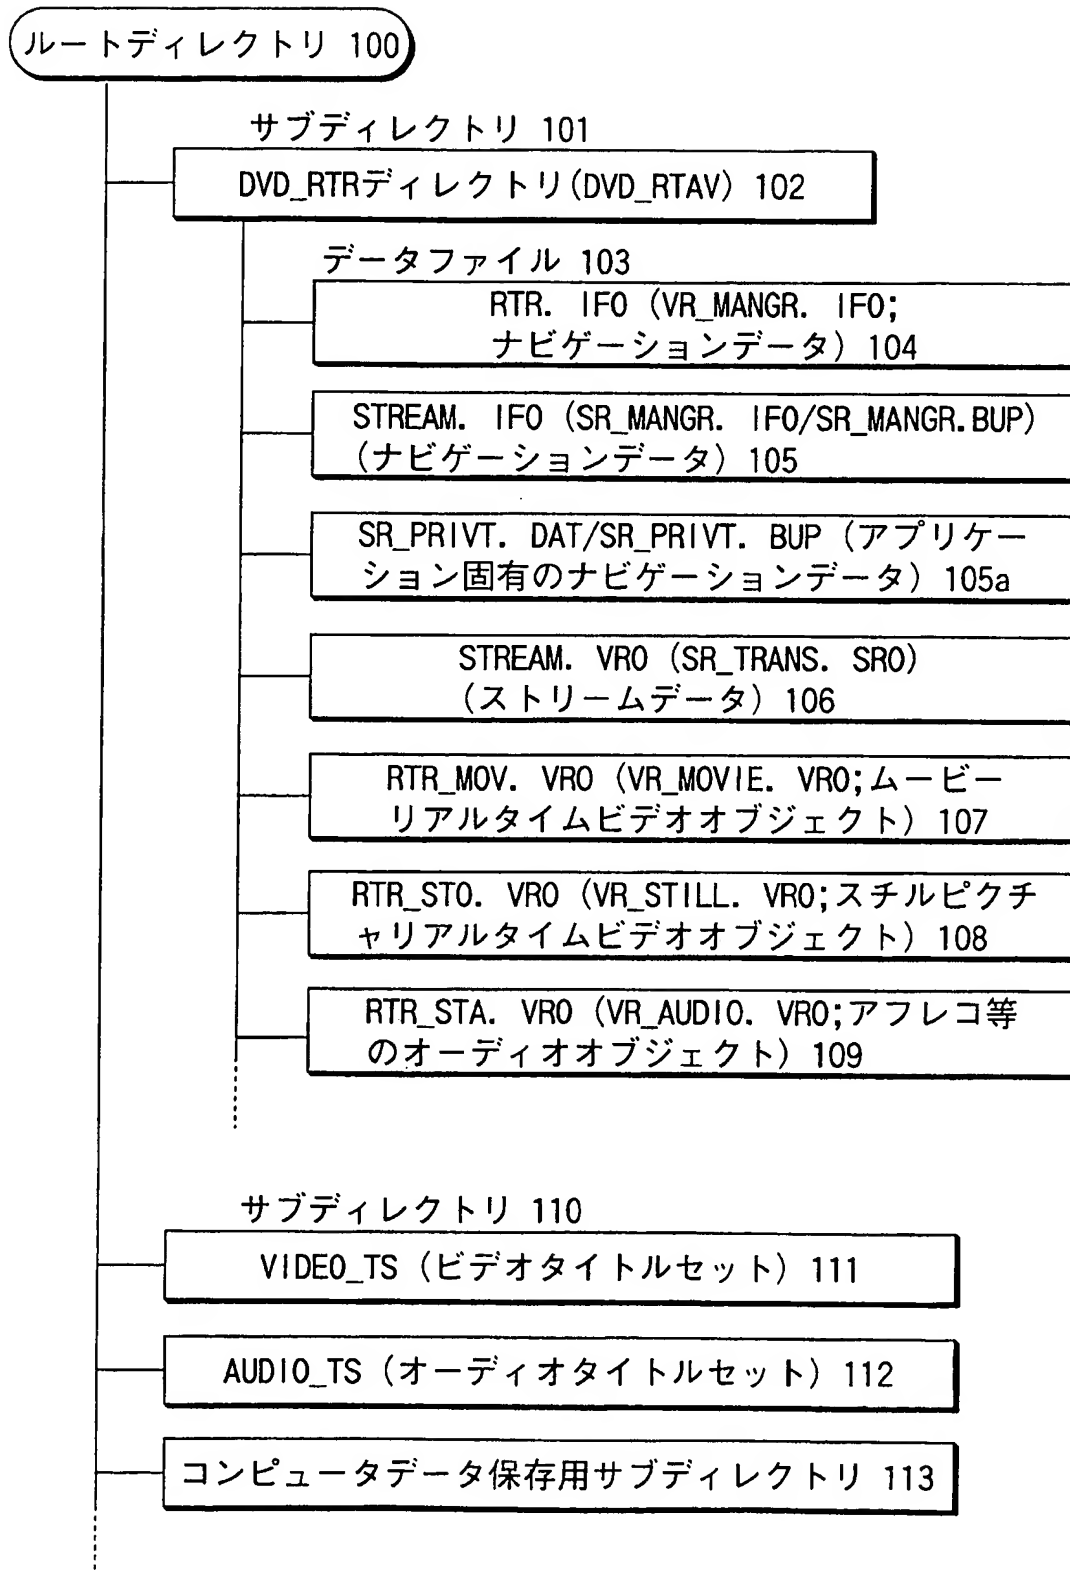 ルートディレクトリ 100
サブディレクトリ 101
DVD_RTRディレクトリ(DVD_RTAV) 102
データファイル 103
RTR. IFO (VR_MANGR. IFO;
ナビゲーションデータ) 104
STREAM. IFO (SR_MANGR. IFO/SR_MANGR.BUP)
(ナビゲーションデータ) 105
SR_PRIVT. DAT/SR_PRIVT. BUP (アプリケー
ション固有のナビゲーションデータ) 105a
STREAM. VRO (SR_TRANS. SRO)
(ストリームデータ) 106
RTR_MOV. VRO (VR_MOVIE. VRO;ムービー
リアルタイムビデオオブジェクト) 107
RTR_STO. VRO (VR_STILL. VRO;スチルピクチ
ャリアルタイムビデオオブジェクト) 108
RTR_STA. VRO (VR_AUDIO. VRO;アフレコ等
のオーディオオブジェクト) 109
サブディレクトリ 110
VIDEO_TS (ビデオタイトルセット) 111
AUDIO_TS (オーディオタイトルセット) 112
コンピュータデータ保存用サブディレクトリ 113